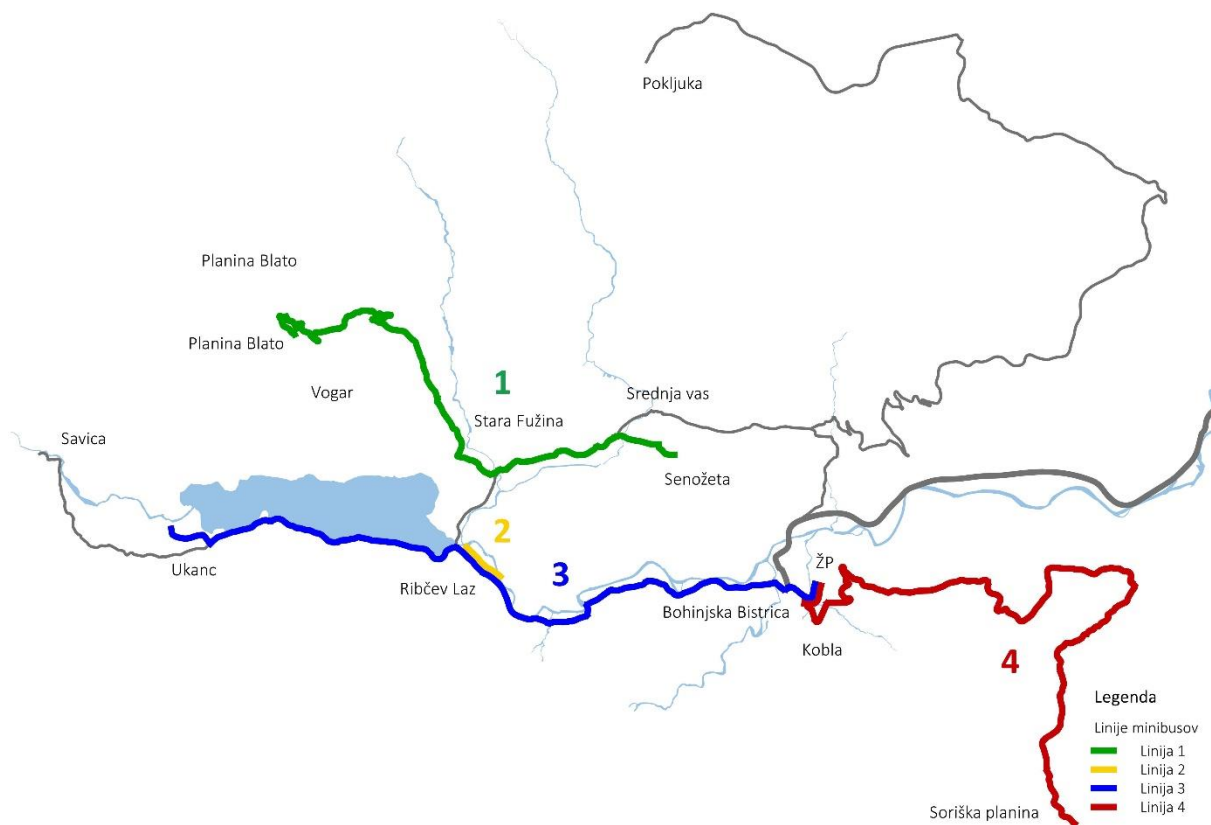 Pokljuka
Planina Blato
Planina Blato
Vogar
1
Srednja vas
Stara Fužina
Savica
Senožeta
2
3
ŽP
Ukanc
Ribčev Laz
Bohinjska Bistrica
Kobla
4
Legenda
Linije minibusov
Linija 1
Linija 2
Linija 3
Linija 4
Soriška planina